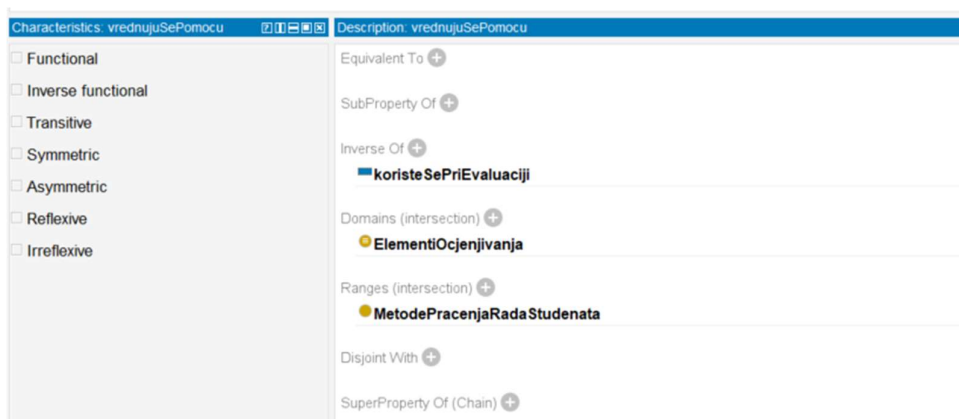 Characteristics: vrednujuSePomocu
Functional
Inverse functional
Transitive
Symmetric
Asymmetric
Reflexive
Irreflexive
Description: vrednujuSePomocu
Equivalent To
SubProperty Of
Inverse Of
koristeSePriEvaluaciji
Domains (intersection)
ElementiOcjenjivanja
Ranges (intersection)
MetodePracenjaRadaStudenata
Disjoint With
SuperProperty Of (Chain)